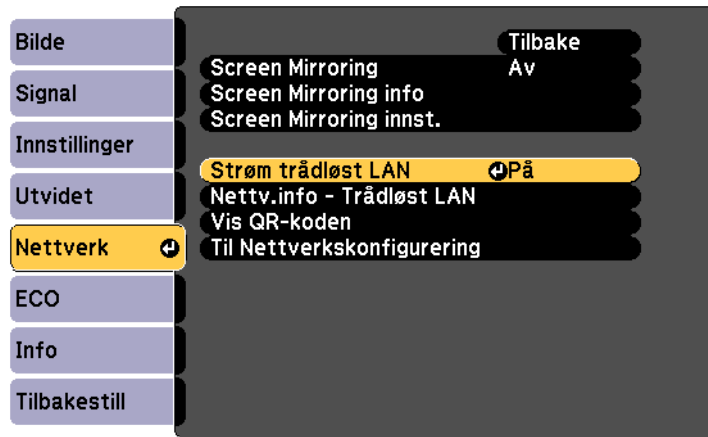 Bilde
Signal
Innstillinger
Utvidet
Nettverk
ECO
Info
Tilbakestill
Tilbake
Screen Mirroring Av
Screen Mirroring info
Screen Mirroring innst.
Strøm trådløst LAN På
Nettv.info - Trådløst LAN
Vis QR-koden
Til Nettverkskonfigurering